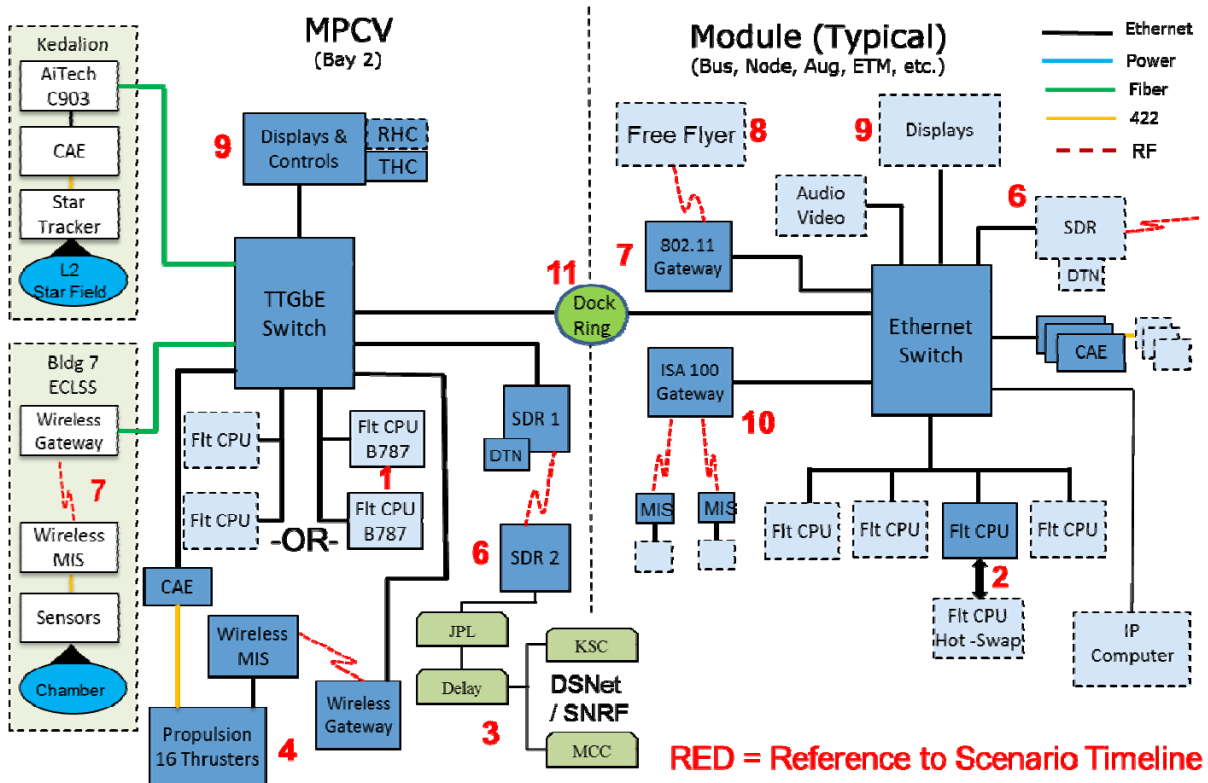 MPCV
(Bay 2)
Module (Typical)
(Bus, Node, Aug, ETM, etc.)
Ethernet
Power
Fiber
422
RF
Kedalion
AiTech
C903
CAE
Star
Tracker
L2
Star Field
Bldg 7
ECLSS
Wireless
Gateway
7
Wireless
MIS
Sensors
Chamber
9
Displays &
Controls
RHC
THC
TTGbE
Switch
Flt CPU
Flt CPU
-OR-
Flt CPU
B787
1
Flt CPU
B787
CAE
Propulsion
16 Thrusters
4
Wireless
MIS
Wireless
Gateway
SDR 1
DTN
6
SDR 2
JPL
Delay
3
KSC
DSNet
/ SNRF
MCC
11
Dock
Ring
Free Flyer
8
7
802.11
Gateway
9
Displays
Audio
Video
6
SDR
DTN
Ethernet
Switch
CAE
ISA 100
Gateway
10
MIS
MIS
Flt CPU
Flt CPU
Flt CPU
Flt CPU
2
Flt CPU
Hot -Swap
IP
Computer
RED = Reference to Scenario Timeline